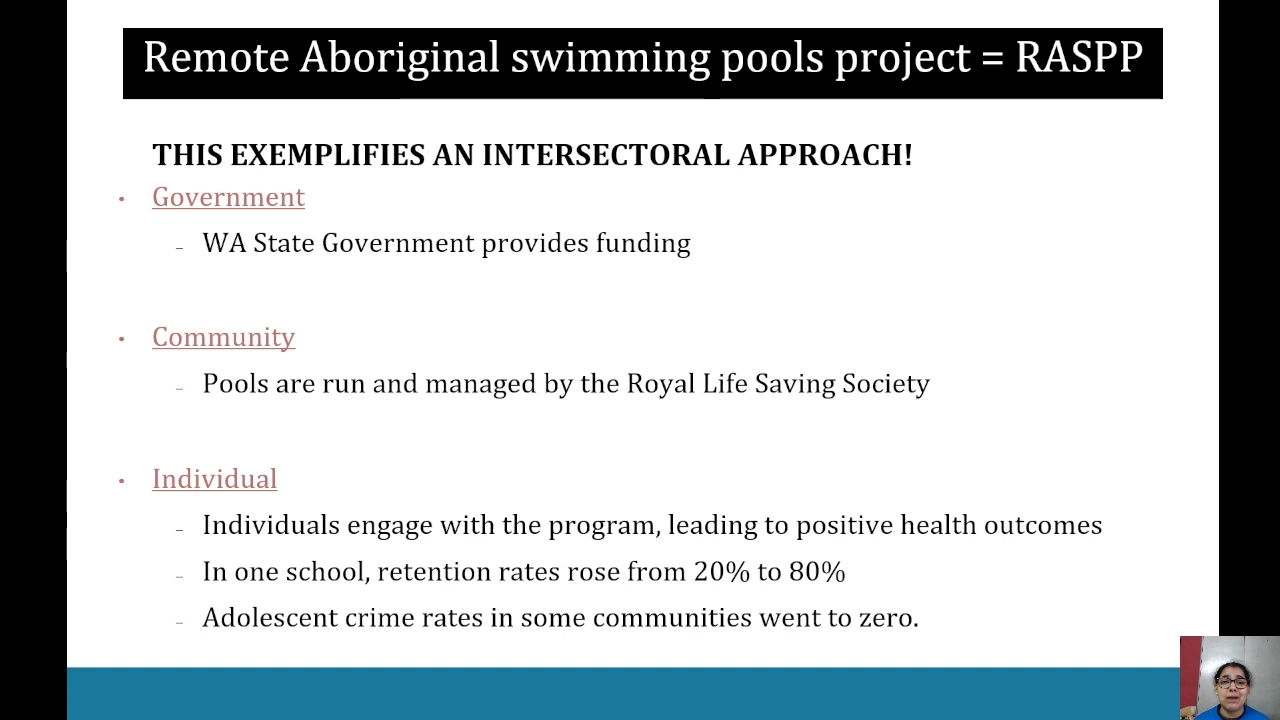 Remote Aboriginal swimming pools project = RASPP
THIS EXEMPLIFIES AN INTERSECTORAL APPROACH!
• Government
– WA State Government provides funding
• Community
– Pools are run and managed by the Royal Life Saving Society
• Individual
– Individuals engage with the program, leading to positive health outcomes
– In one school, retention rates rose from 20% to 80%
– Adolescent crime rates in some communities went to zero.